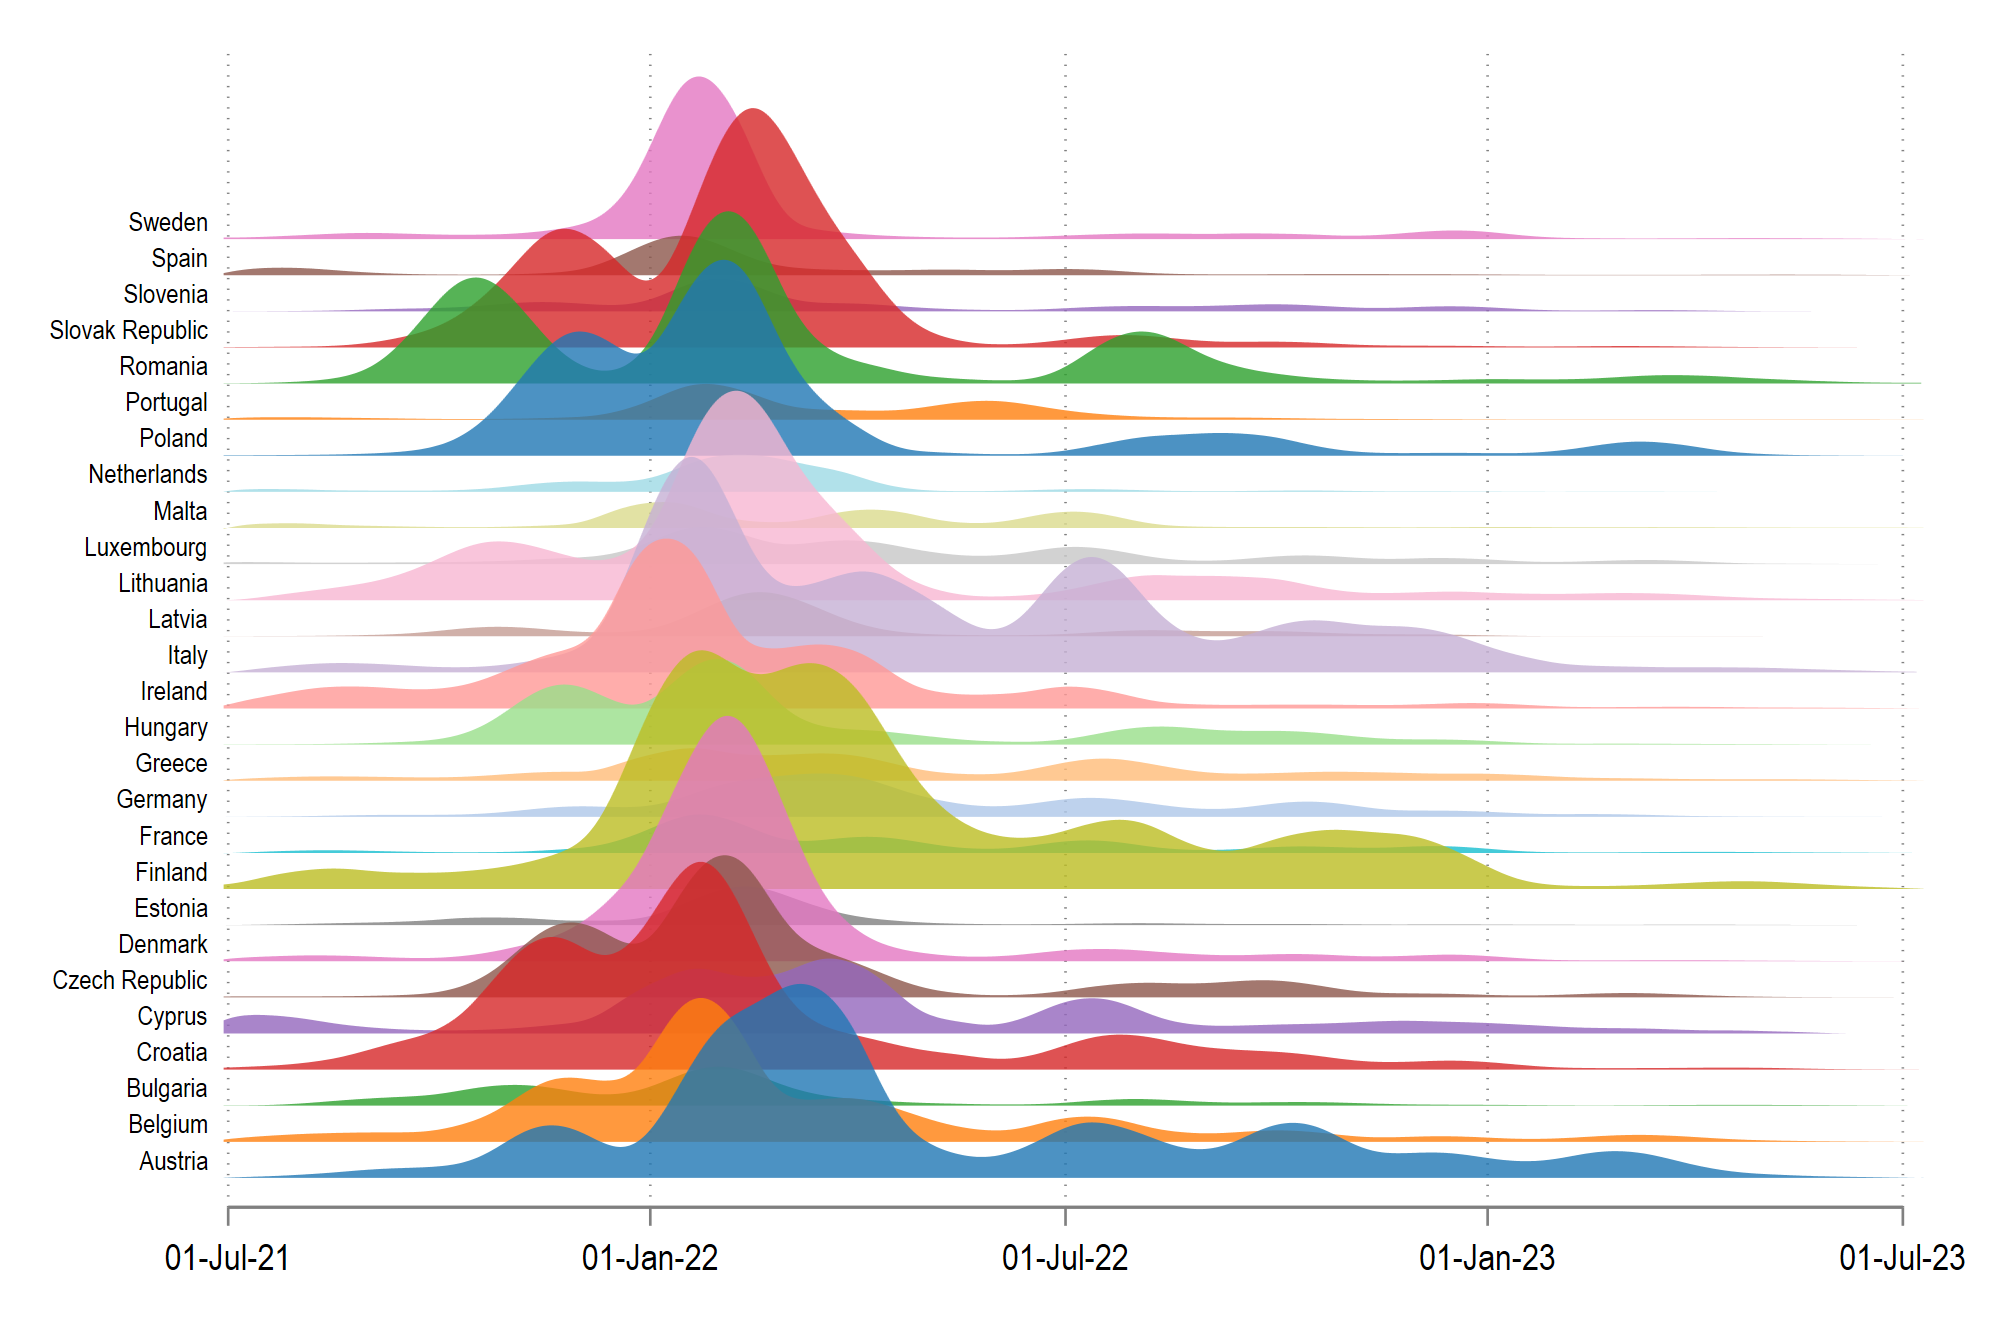 Sweden
Spain
Slovenia
Slovak Republic
Romania
Portugal
Poland
Netherlands
Malta
Luxembourg
Lithuania
Latvia
Italy
Ireland
Hungary
Greece
Germany
France
Finland
Estonia
Denmark
Czech Republic
Cyprus
Croatia
Bulgaria
Belgium
Austria
01-Jul-21 01-Jan-22 01-Jul-22 01-Jan-23 01-Jul-23